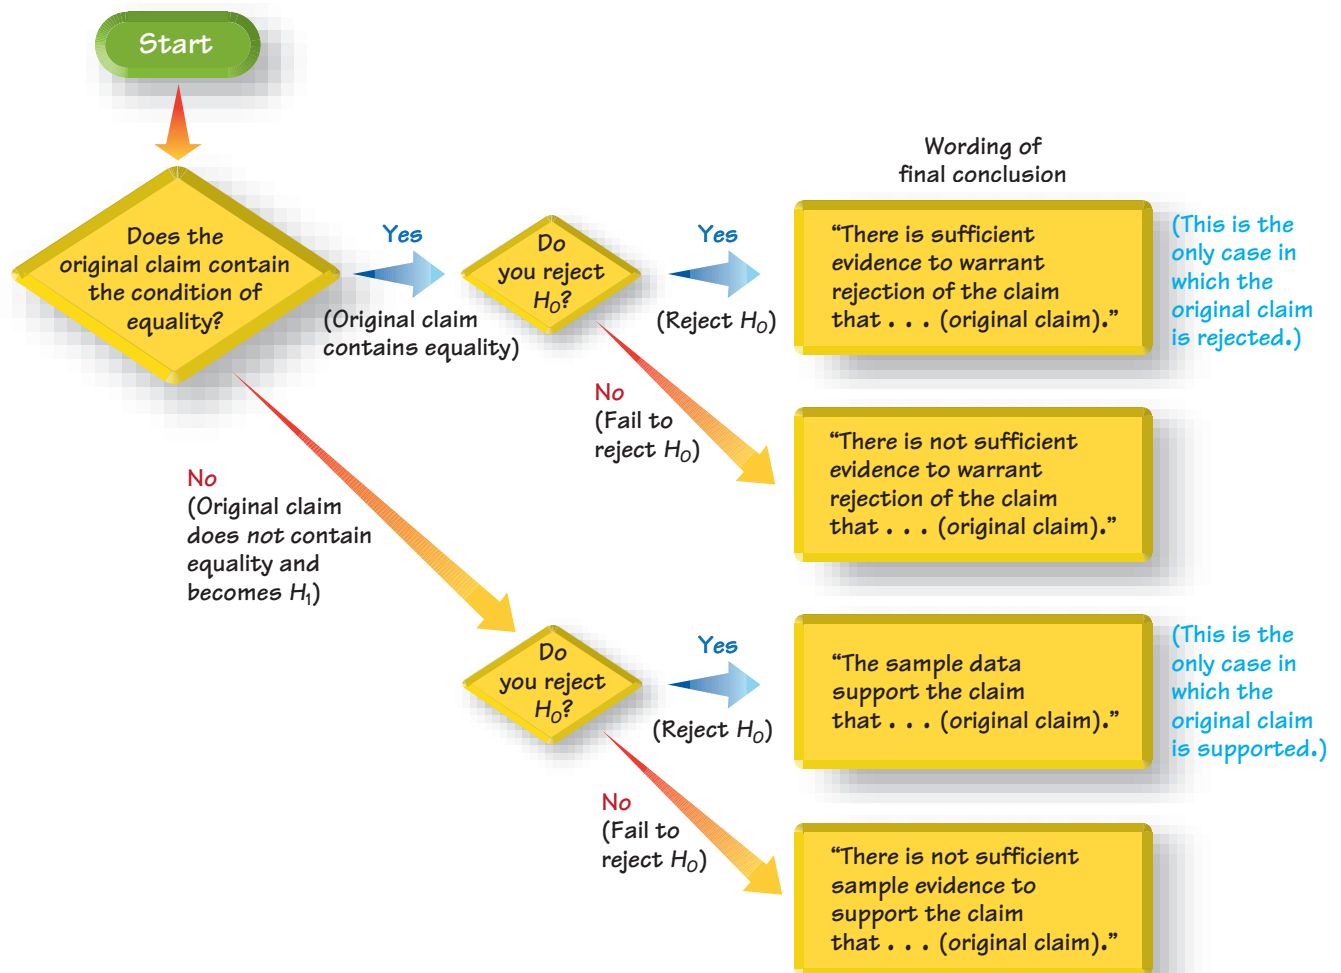 Start
Does the
original claim contain
the condition of
equality?
Yes
(Original claim
contains equality)
Do
you reject
H0?
Yes
(Reject H0)
Wording of
final conclusion
“There is sufficient
evidence to warrant
rejection of the claim
that . . . (original claim).”
(This is the
only case in
which the
original claim
is rejected.)
No
(Fail to
reject H0)
“There is not sufficient
evidence to warrant
rejection of the claim
that . . . (original claim).”
No
(Original claim
does not contain
equality and
becomes H1)
Do
you reject
H0?
Yes
(Reject H0)
“The sample data
support the claim
that . . . (original claim).”
(This is the
only case in
which the
original claim
is supported.)
No
(Fail to
reject H0)
“There is not sufficient
sample evidence to
support the claim
that . . . (original claim).”